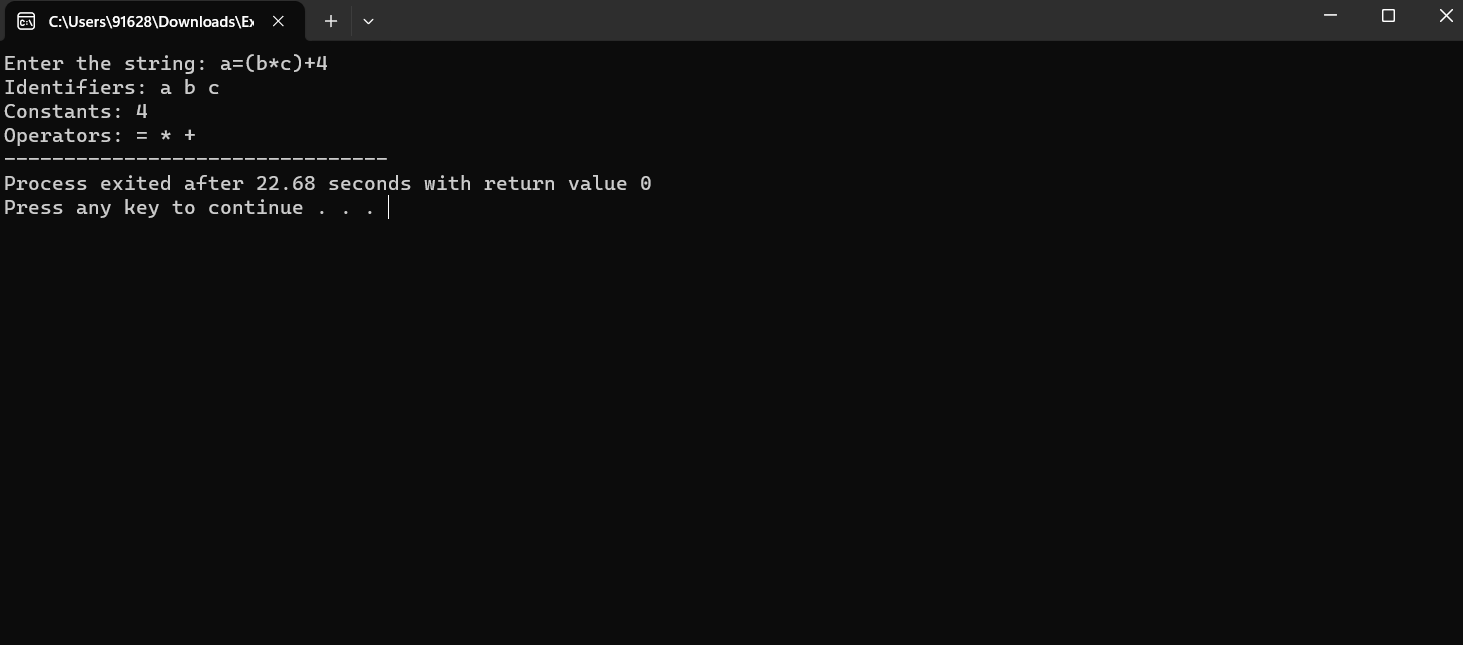 C:\Users\91628\Downloads\Ex
Enter the string: a=(b*c)+4
Identifiers: a b c
Constants: 4
Operators: = * +
--------------------------------
Process exited after 22.68 seconds with return value 0
Press any key to continue . . .